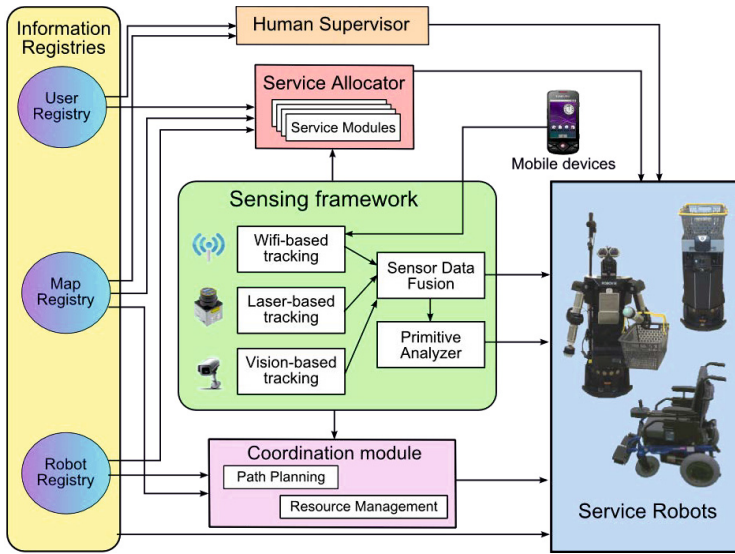 Information
Registries
User
Registry
Map
Registry
Robot
Registry
Human Supervisor
Service Allocator
Service Modules
Mobile devices
Sensing framework
Wifi-based
tracking
Laser-based
tracking
Vision-based
tracking
Sensor Data
Fusion
Primitive
Analyzer
Coordination module
Path Planning
Resource Management
Service Robots